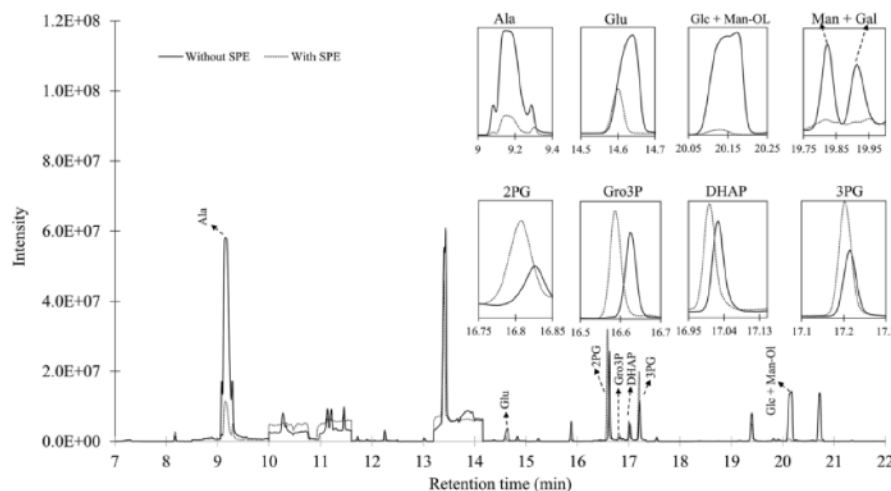 1.2E+08
1.0E+08
8.0E+07
6.0E+07
4.0E+07
2.0E+07
0.0E+00
Intensity
7 8 9 10 11 12 13 14 15 16 17 18 19 20 21 22
Retention time (min)
Without SPE
With SPE
Ala
Glu
2PG
Gro3P
DHAP
3PG
Glc + Man-Ol
Ala
9 9.2 9.4
Glu
14.5 14.6 14.7
Glc + Man-OL
20.05 20.15 20.25
Man + Gal
19.75 19.85 19.95
2PG
16.75 16.8 16.85
Gro3P
16.5 16.6 16.7
DHAP
16.95 17.04 17.13
3PG
17.1 17.2